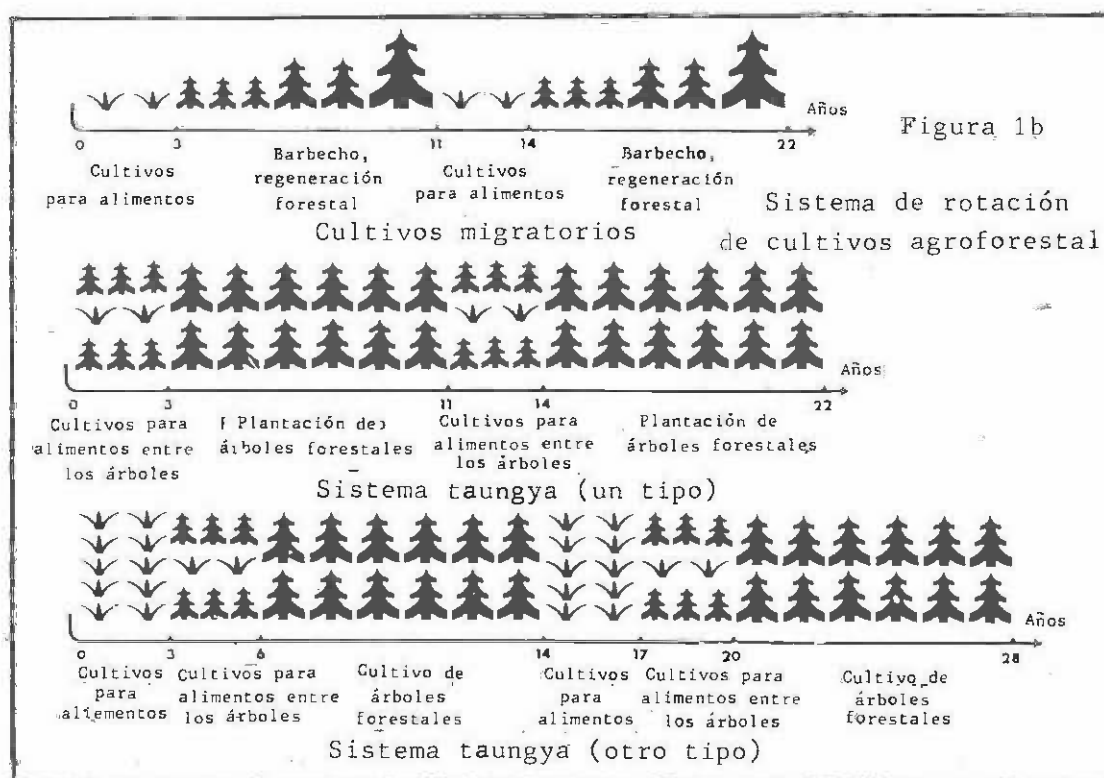 Años
Figura 1b
0 3 11 14 22
Cultivos
para alimentos
Barbecho,
regeneración
forestal
Cultivos
para alimentos
Barbecho,
regeneración
forestal
Sistema de rotación
de cultivos agroforestal
Cultivos migratorios
Años
0 3 11 14 22
Cultivos para
alimentos entre
los árboles
Plantación de
árboles forestales
Cultivos para
alimentos entre
los árboles
Plantación de
árboles forestales
Sistema taungya (un tipo)
Años
0 3 6 14 17 20 28
Cultivos
para
aliementos
Cultivos para
alimentos entre
los árboles
Cultivo de
árboles
forestales
Cultivos
para
alimentos
Cultivos para
alimentos entre
los árboles
Cultivo de
árboles
forestales
Sistema taungya (otro tipo)